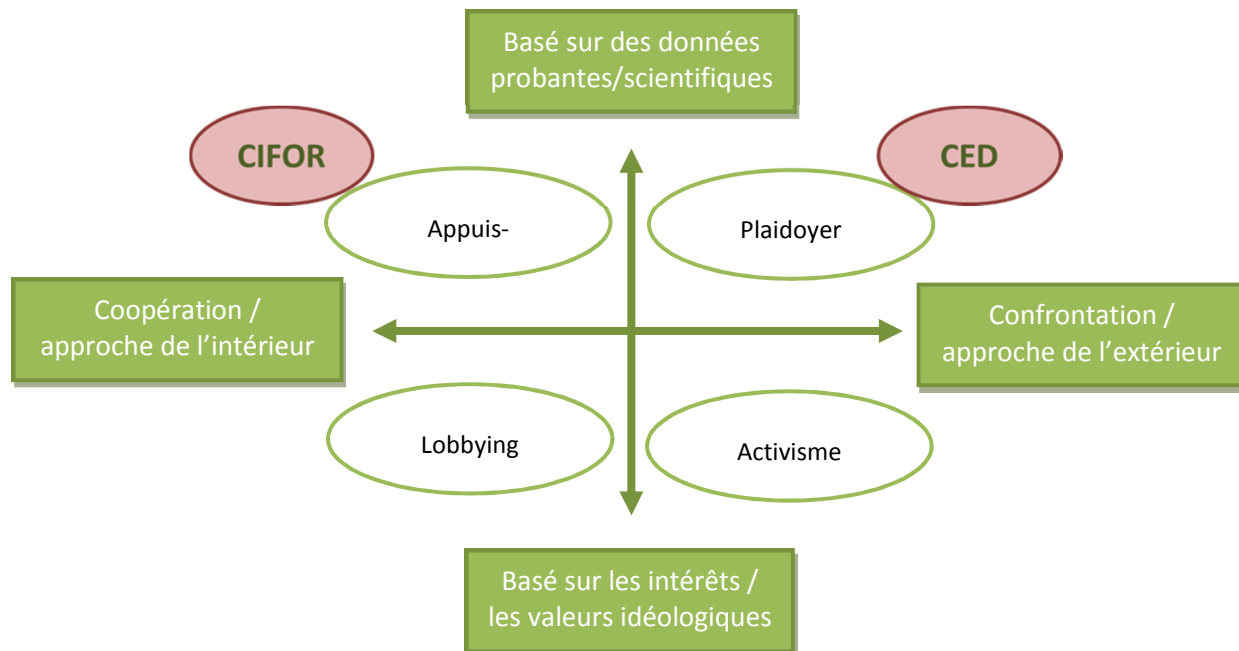 Basé sur des données
probantes/scientifiques
CIFOR
CED
Appuis-
Plaidoyer
Coopération /
approche de l’intérieur
Confrontation /
approche de l’extérieur
Lobbying
Activisme
Basé sur les intérêts /
les valeurs idéologiques